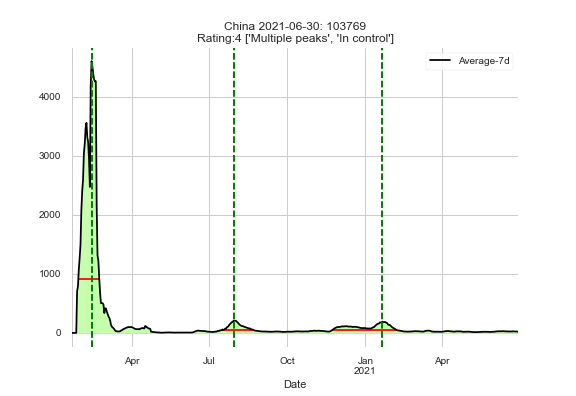 China 2021-06-30: 103769
Rating:4 ['Multiple peaks', 'In control']
Average-7d
4000
3000
2000
1000
0
Apr
Jul
Oct
Jan
2021
Apr
Date